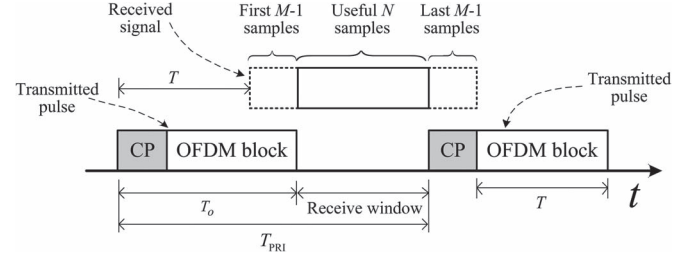 Received
signal
First M-1
samples
Useful N
samples
Last M-1
samples
T
Transmitted
pulse
Transmitted
pulse
CP
OFDM block
CP
OFDM block
T_o
Receive window
T
t
T_PRI